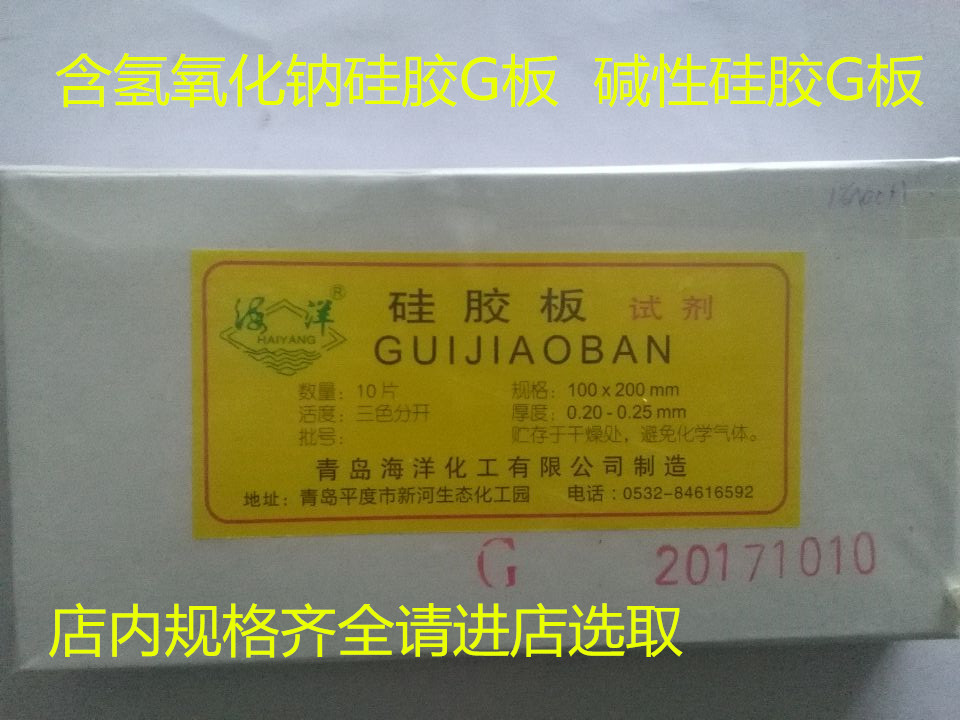 含氢氧化钠硅胶G板 碱性硅胶G板
海洋®
HAIYANG
硅胶板 试剂
GUIJIAOBAN
数量：10片 规格：100 x 200 mm
活度：三色分开 厚度：0.20 - 0.25 mm
批号： 贮存于干燥处，避免化学气体。
青岛海洋化工有限公司制造
地址：青岛平度市新河生态化工园 电话：0532-84616592
G 20171010
店内规格齐全请进店选取